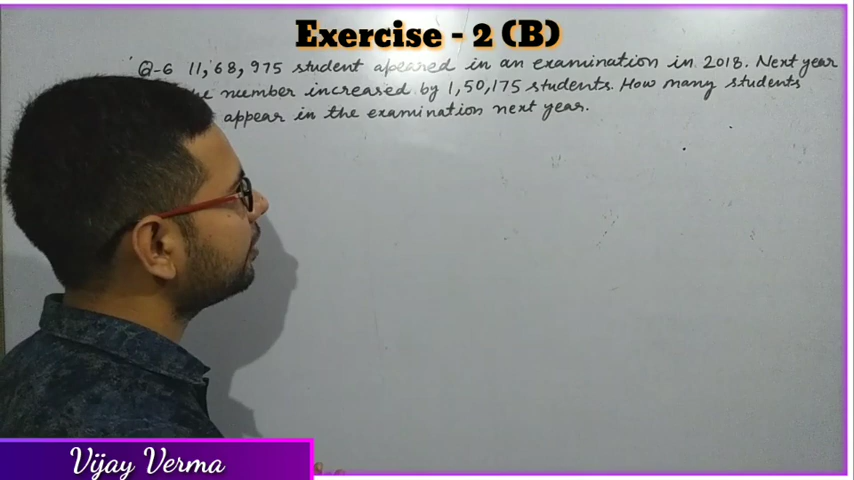 Exercise - 2 (B)
Q-6 11,68,975 student apeared in an examination in 2018. Next year
number increased by 1,50,175 students. How many students
appear in the examination next year.
Vijay Verma